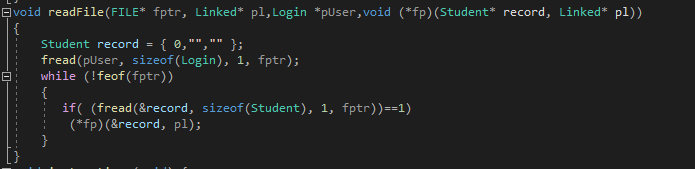 void readFile(FILE* fptr, Linked* pl,Login *pUser,void (*fp)(Student* record, Linked* pl))
{
    Student record = { 0,"","" };
    fread(pUser, sizeof(Login), 1, fptr);
    while (!feof(fptr))
    {
        if( (fread(&record, sizeof(Student), 1, fptr))==1)
         (*fp)(&record, pl);
    }
}